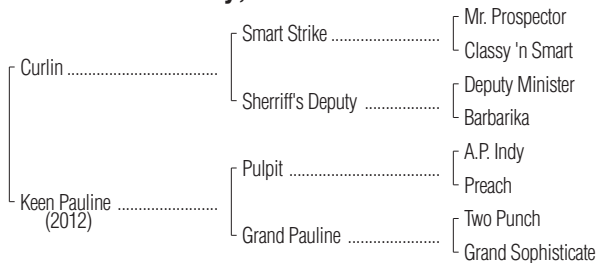 Mr. Prospector
Smart Strike ........................
Classy 'n Smart
Curlin .................................
Deputy Minister
Sherriff's Deputy ................
Barbarika
A.P. Indy
Pulpit .................................
Preach
Keen Pauline ......................
(2012)
Two Punch
Grand Pauline ....................
Grand Sophisticate